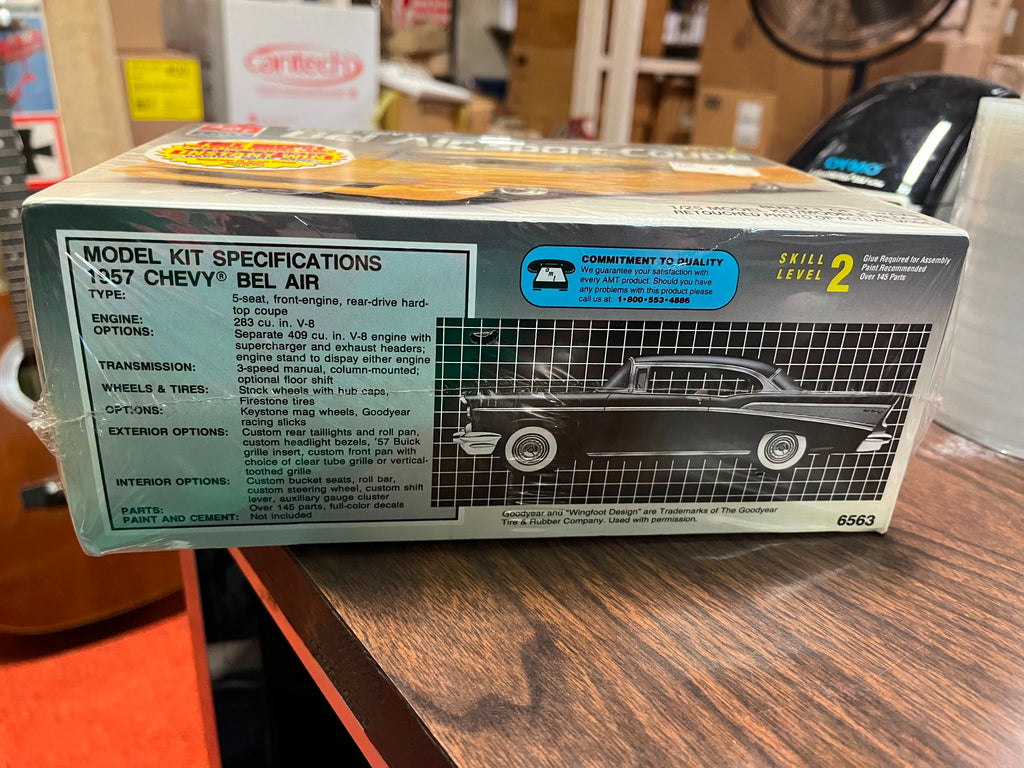 cantech
OHMO
MODEL KIT SPECIFICATIONS
1957 CHEVY® BEL AIR
TYPE: 5-seat, front-engine, rear-drive hard-
top coupe
ENGINE: 283 cu. in. V-8
OPTIONS: Separate 409 cu. in. V-8 engine with
supercharger and exhaust headers;
engine stand to dispay either engine
TRANSMISSION: 3-speed manual, column-mounted;
optional floor shift
WHEELS & TIRES: Stock wheels with hub caps,
Firestone tires
OPTIONS: Keystone mag wheels, Goodyear
racing slicks
EXTERIOR OPTIONS: Custom rear taillights and roll pan,
custom headlight bezels, '57 Buick
grille insert, custom front pan with
choice of clear tube grille or vertical-
toothed grille
INTERIOR OPTIONS: Custom bucket seats, roll bar,
custom steering wheel, custom shift
lever, auxiliary gauge cluster
PARTS: Over 145 parts, full-color decals
PAINT AND CEMENT: Not included
COMMITMENT TO QUALITY
We guarantee your satisfaction with
every AMT product. Should you have
any problems with this product please
call us at: 1•800•553•4886
SKILL
LEVEL 2
Glue Required for Assembly
Paint Recommended
Over 145 Parts
Goodyear and "Wingfoot Design" are Trademarks of The Goodyear
Tire & Rubber Company. Used with permission.
6563